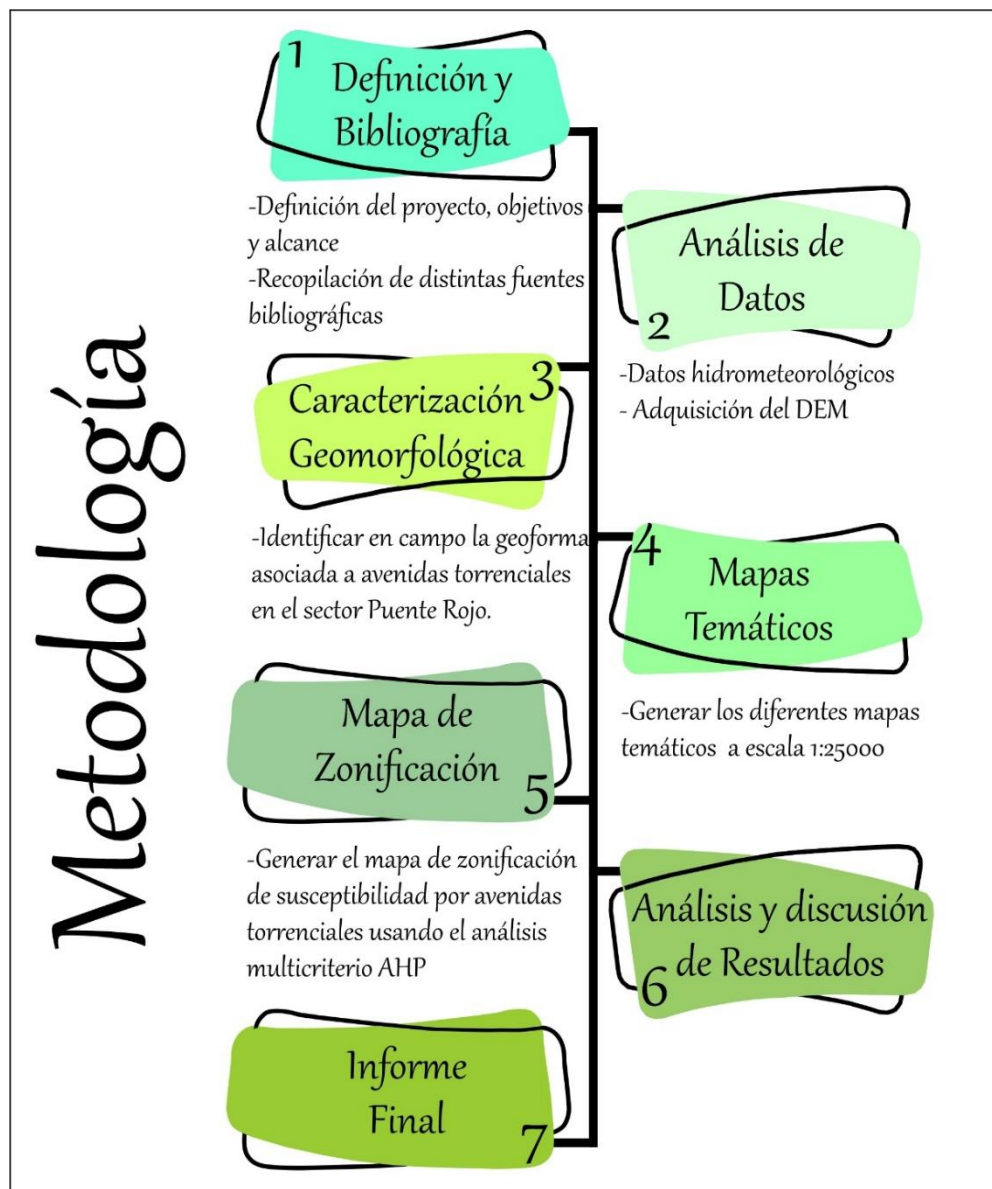 Metodología
1
Definición y
Bibliografía
-Definición del proyecto, objetivos
y alcance
-Recopilación de distintas fuentes
bibliográficas
Análisis de
Datos
2
-Datos hidrometeorológicos
- Adquisición del DEM
3
Caracterización
Geomorfológica
-Identificar en campo la geoforma
asociada a avenidas torrenciales
en el sector Puente Rojo.
4
Mapas
Temáticos
-Generar los diferentes mapas
temáticos a escala 1:25000
Mapa de
Zonificación
5
-Generar el mapa de zonificación
de susceptibilidad por avenidas
torrenciales usando el análisis
multicriterio AHP
Análisis y discusión
de Resultados
6
Informe
Final
7